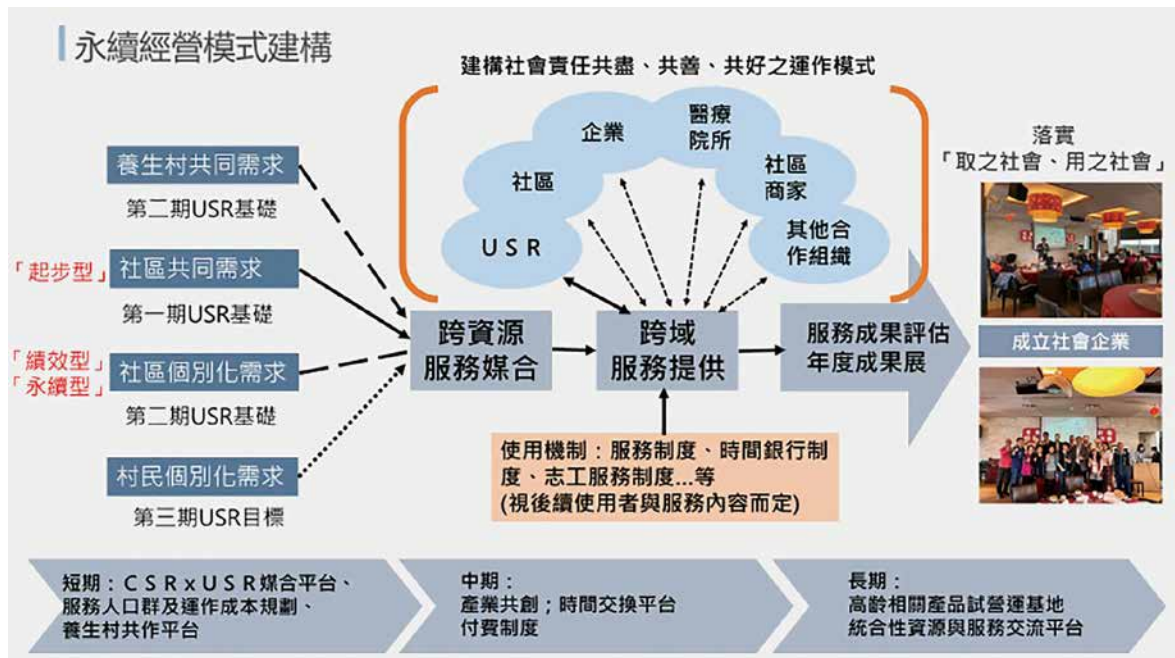 永續經營模式建構
建構社會責任共盡、共善、共好之運作模式
企業
醫療
院所
社區
社區
商家
USR
其他合
作組織
養生村共同需求
第二期USR基礎
「起步型」
社區共同需求
第一期USR基礎
「績效型」
「永續型」
社區個別化需求
第二期USR基礎
村民個別化需求
第三期USR目標
跨資源
服務媒合
跨域
服務提供
服務成果評估
年度成果展
使用機制：服務制度、時間銀行制
度、志工服務制度...等
(視後續使用者與服務內容而定)
落實
「取之社會、用之社會」
成立社會企業
短期：CSRxUSR媒合平台、
服務人口群及運作成本規劃、
養生村共作平台
中期：
產業共創；時間交換平台
付費制度
長期：
高齡相關產品試營運基地
統合性資源與服務交流平台